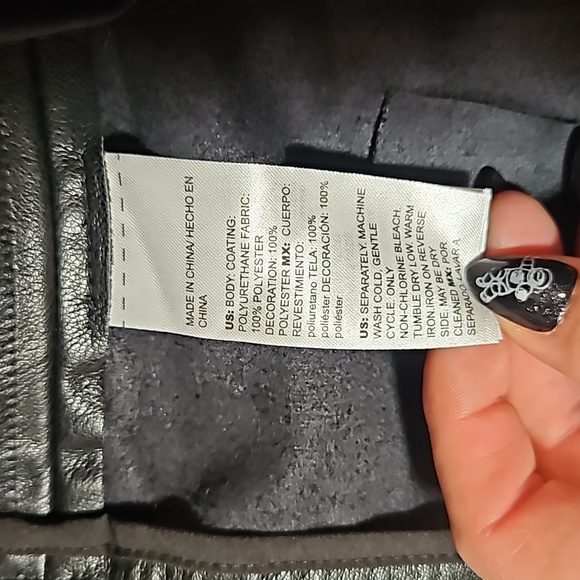 MADE IN CHINA/ HECHO EN
CHINA
US: BODY: COATING:
POLYURETHANE FABRIC:
100% POLYESTER
DECORATION: 100%
POLYESTER MX: CUERPO:
REVESTIMIENTO:
poliuretano TELA: 100%
poliéster DECORACIÓN: 100%
poliéster
US: SEPARATELY. MACHINE
WASH COLD, GENTLE
CYCLE.ONLY
NON-CHLORINE BLEACH.
TUMBLE DRY LOW. WARM
IRON.IRON ON REVERSE
SIDE. MAY BE DRY
CLEANED MX: POR
SEPARADO. LAVAR A